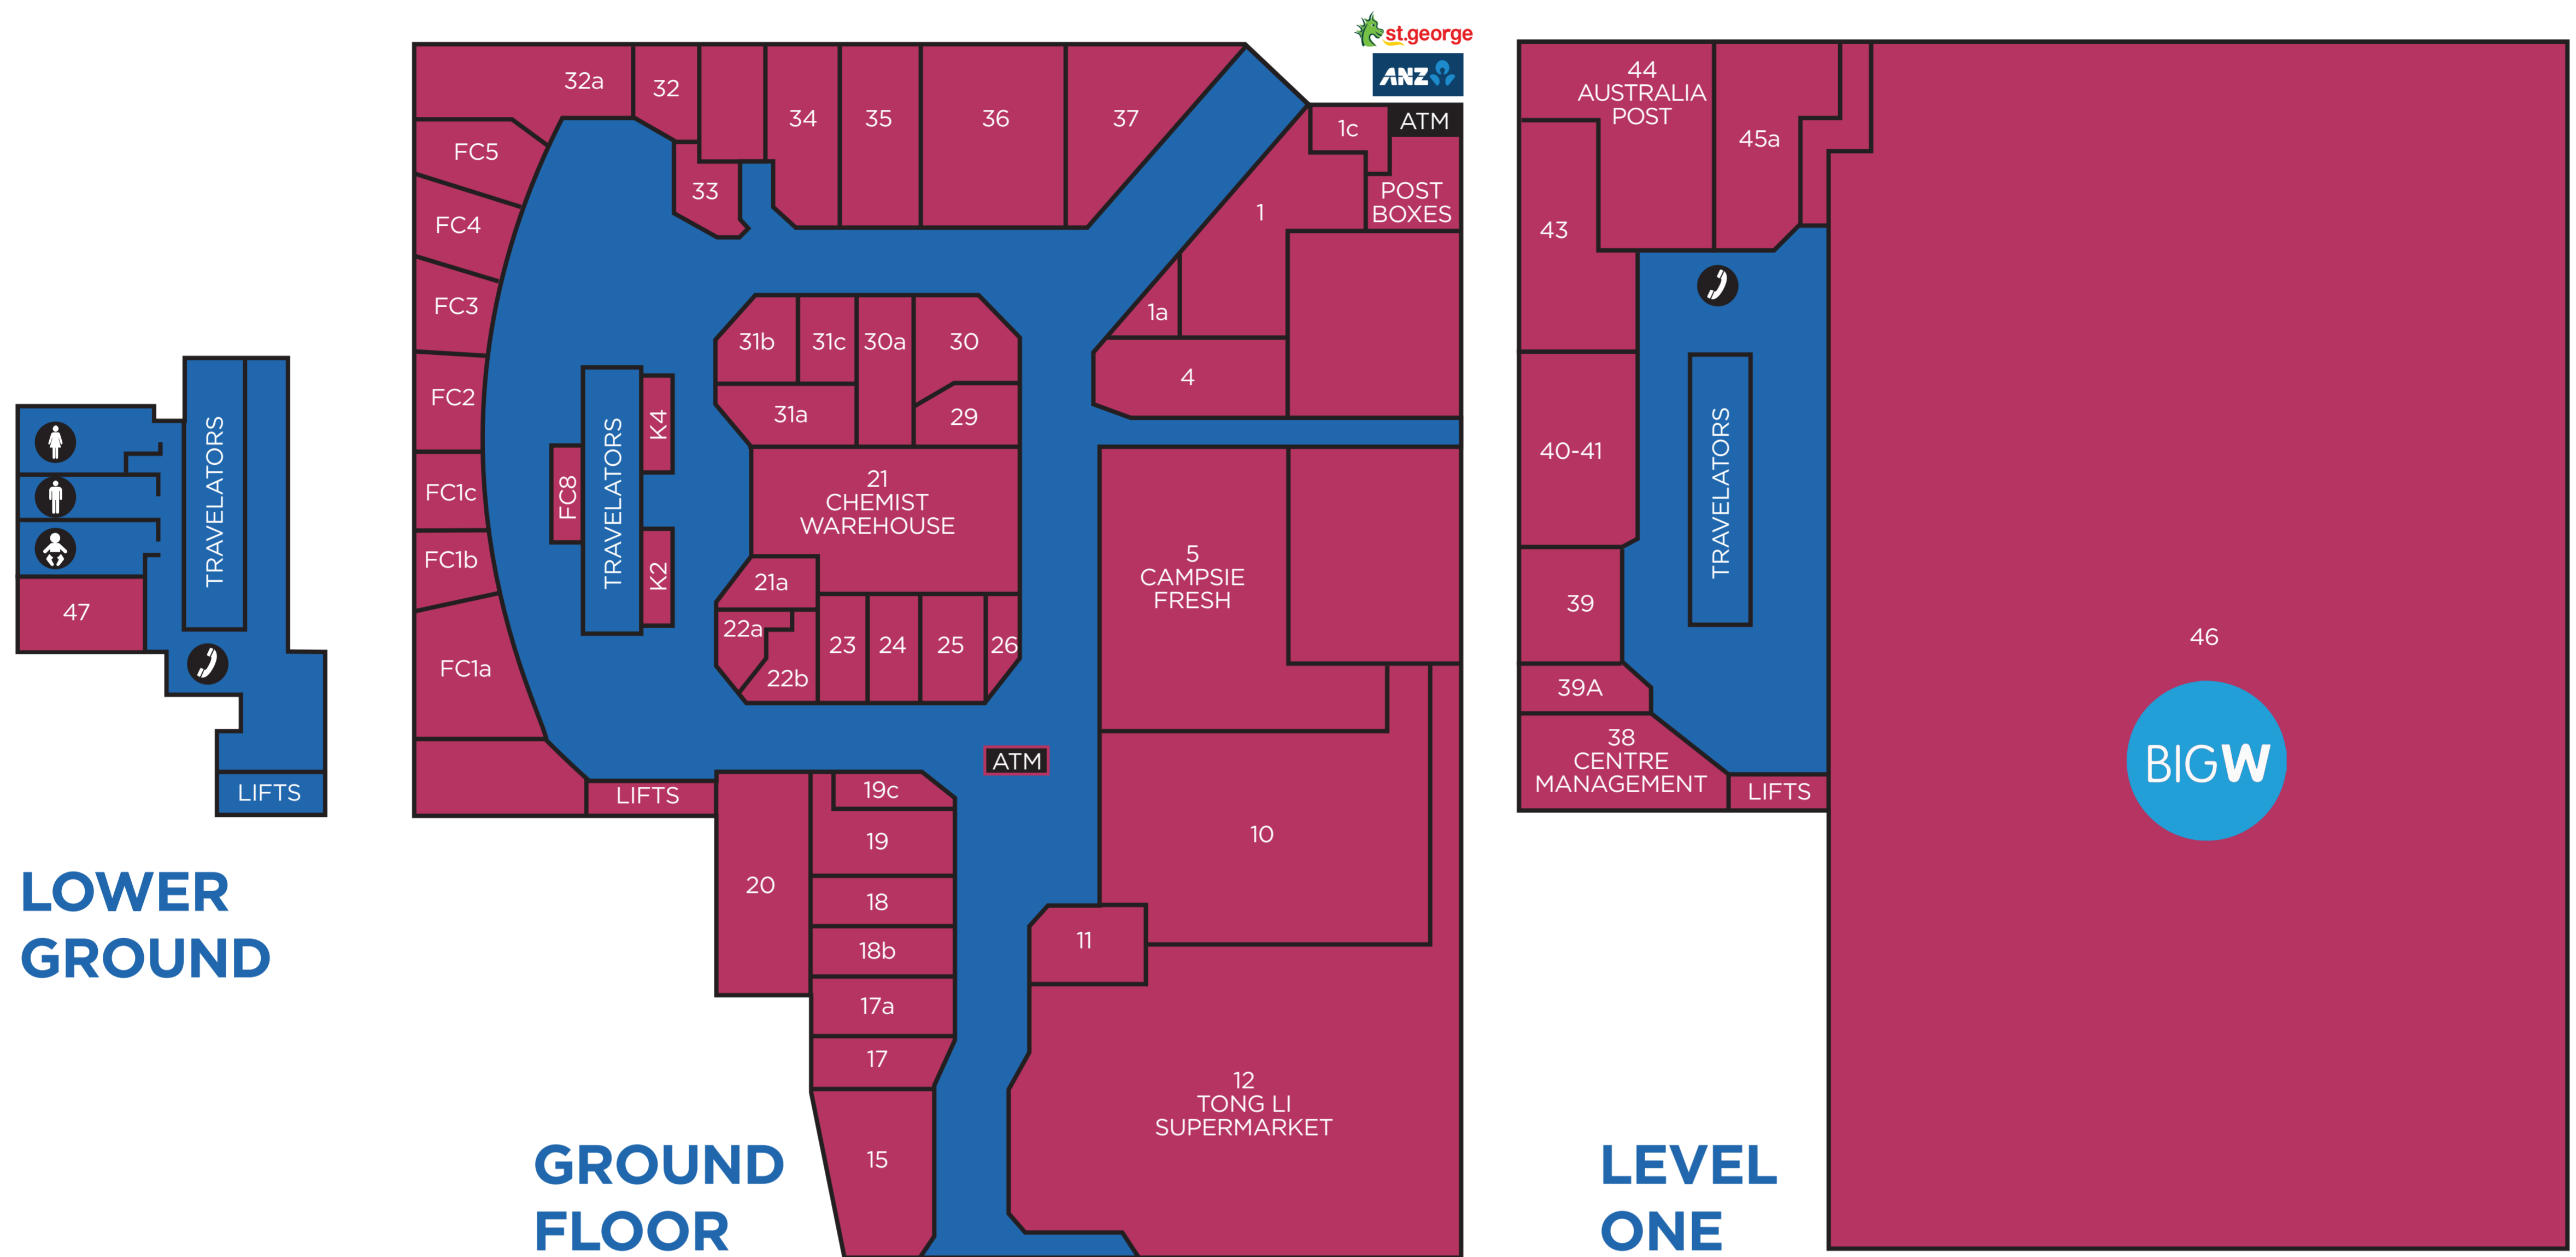 TRAVELATORS
47
LIFTS
LOWER
GROUND
st.george
ANZ
32a
32
34
35
36
37
1c
ATM
FC5
FC4
FC3
FC2
FC1c
FC1b
FC1a
33
1
POST
BOXES
1a
4
31b
31c
30a
30
31a
29
FC8
TRAVELATORS
K4
K2
21
CHEMIST
WAREHOUSE
21a
22a
22b
23
24
25
26
5
CAMPSIE
FRESH
ATM
LIFTS
19c
19
20
18
18b
17a
17
15
10
11
12
TONG LI
SUPERMARKET
GROUND
FLOOR
44
AUSTRALIA
POST
45a
43
40-41
TRAVELATORS
39
39A
38
CENTRE
MANAGEMENT
LIFTS
46
BIGW
LEVEL
ONE